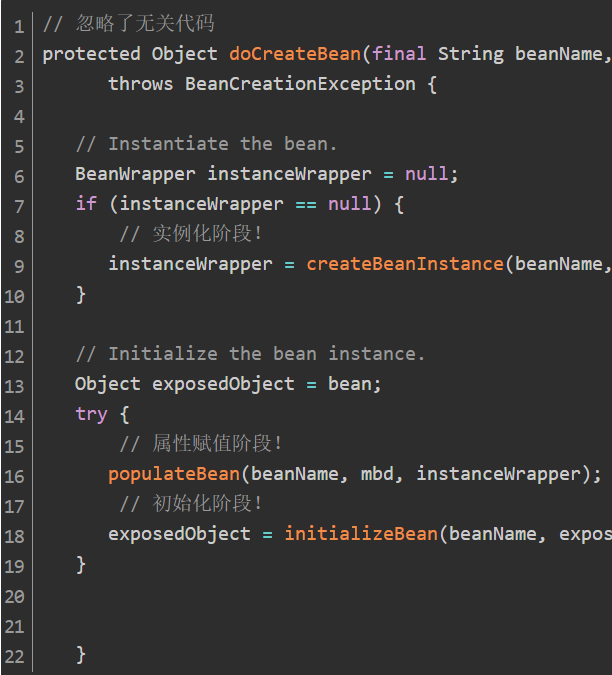 1 // 忽略了无关代码
2 protected Object doCreateBean(final String beanName,
3 throws BeanCreationException {
4
5 // Instantiate the bean.
6 BeanWrapper instanceWrapper = null;
7 if (instanceWrapper == null) {
8 // 实例化阶段！
9 instanceWrapper = createBeanInstance(beanName,
10 }
11
12 // Initialize the bean instance.
13 Object exposedObject = bean;
14 try {
15 // 属性赋值阶段！
16 populateBean(beanName, mbd, instanceWrapper);
17 // 初始化阶段！
18 exposedObject = initializeBean(beanName, expos
19 }
20
21
22 }